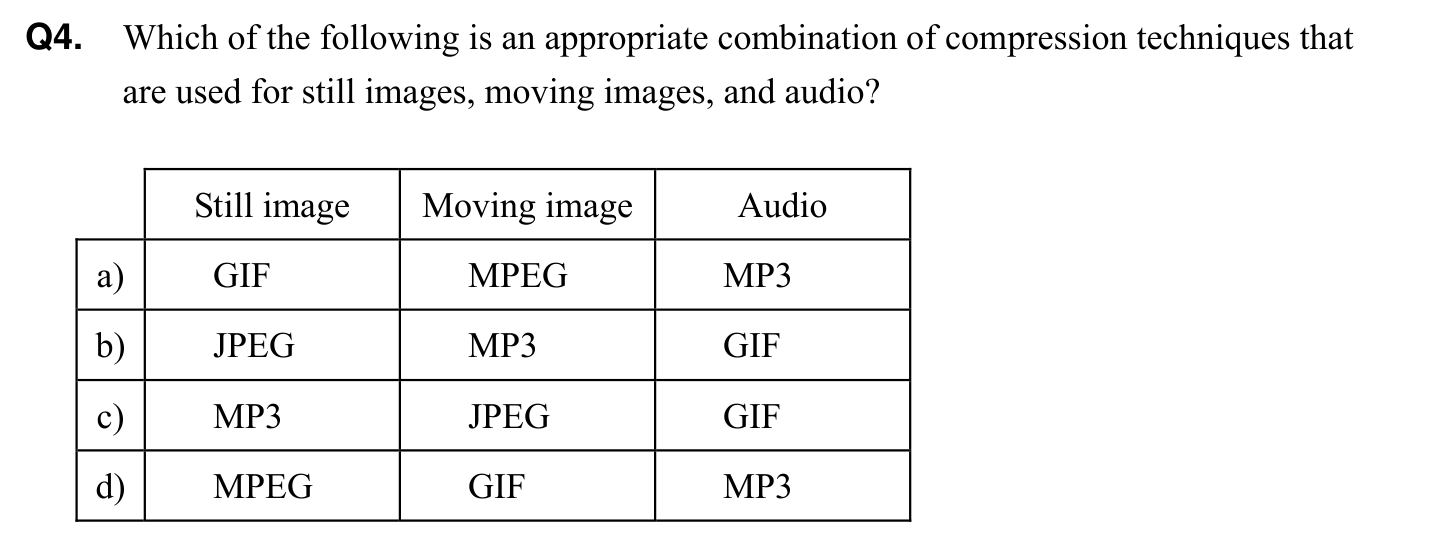 Q4. Which of the following is an appropriate combination of compression techniques that
are used for still images, moving images, and audio?
Still image Moving image Audio
a) GIF MPEG MP3
b) JPEG MP3 GIF
c) MP3 JPEG GIF
d) MPEG GIF MP3